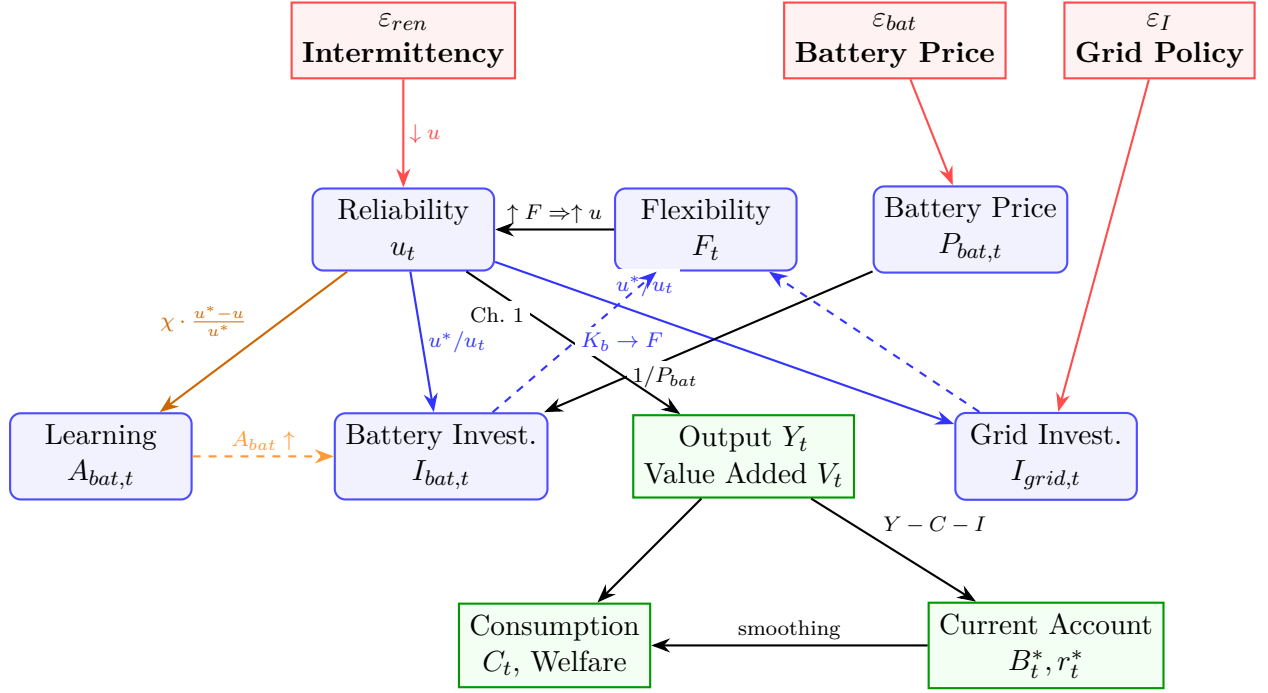 ε_ren
Intermittency
ε_bat
Battery Price
ε_I
Grid Policy
↓ u
Reliability
u_t
↑ F ⇒↑ u
Flexibility
F_t
Battery Price
P_bat,t
u*/u_t
Ch. 1
χ · (u*−u)/u*
u*/u_t
K_b → F
1/P_bat
Learning
A_bat,t
A_bat ↑
Battery Invest.
I_bat,t
Output Y_t
Value Added V_t
Grid Invest.
I_grid,t
Y − C − I
Consumption
C_t, Welfare
smoothing
Current Account
B*_t, r*_t